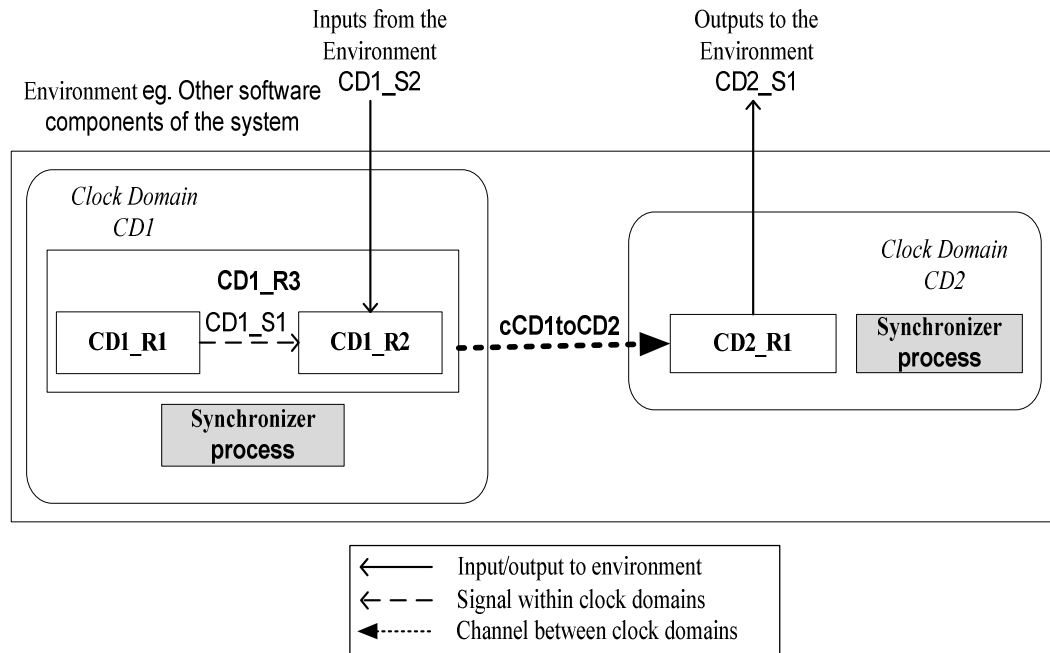 Inputs from the
Environment
CD1_S2
Outputs to the
Environment
CD2_S1
Environment eg. Other software
components of the system
Clock Domain
CD1
CD1_R3
CD1_R1
CD1_S1
CD1_R2
Synchronizer
process
cCD1toCD2
Clock Domain
CD2
CD2_R1
Synchronizer
process
Input/output to environment
Signal within clock domains
Channel between clock domains